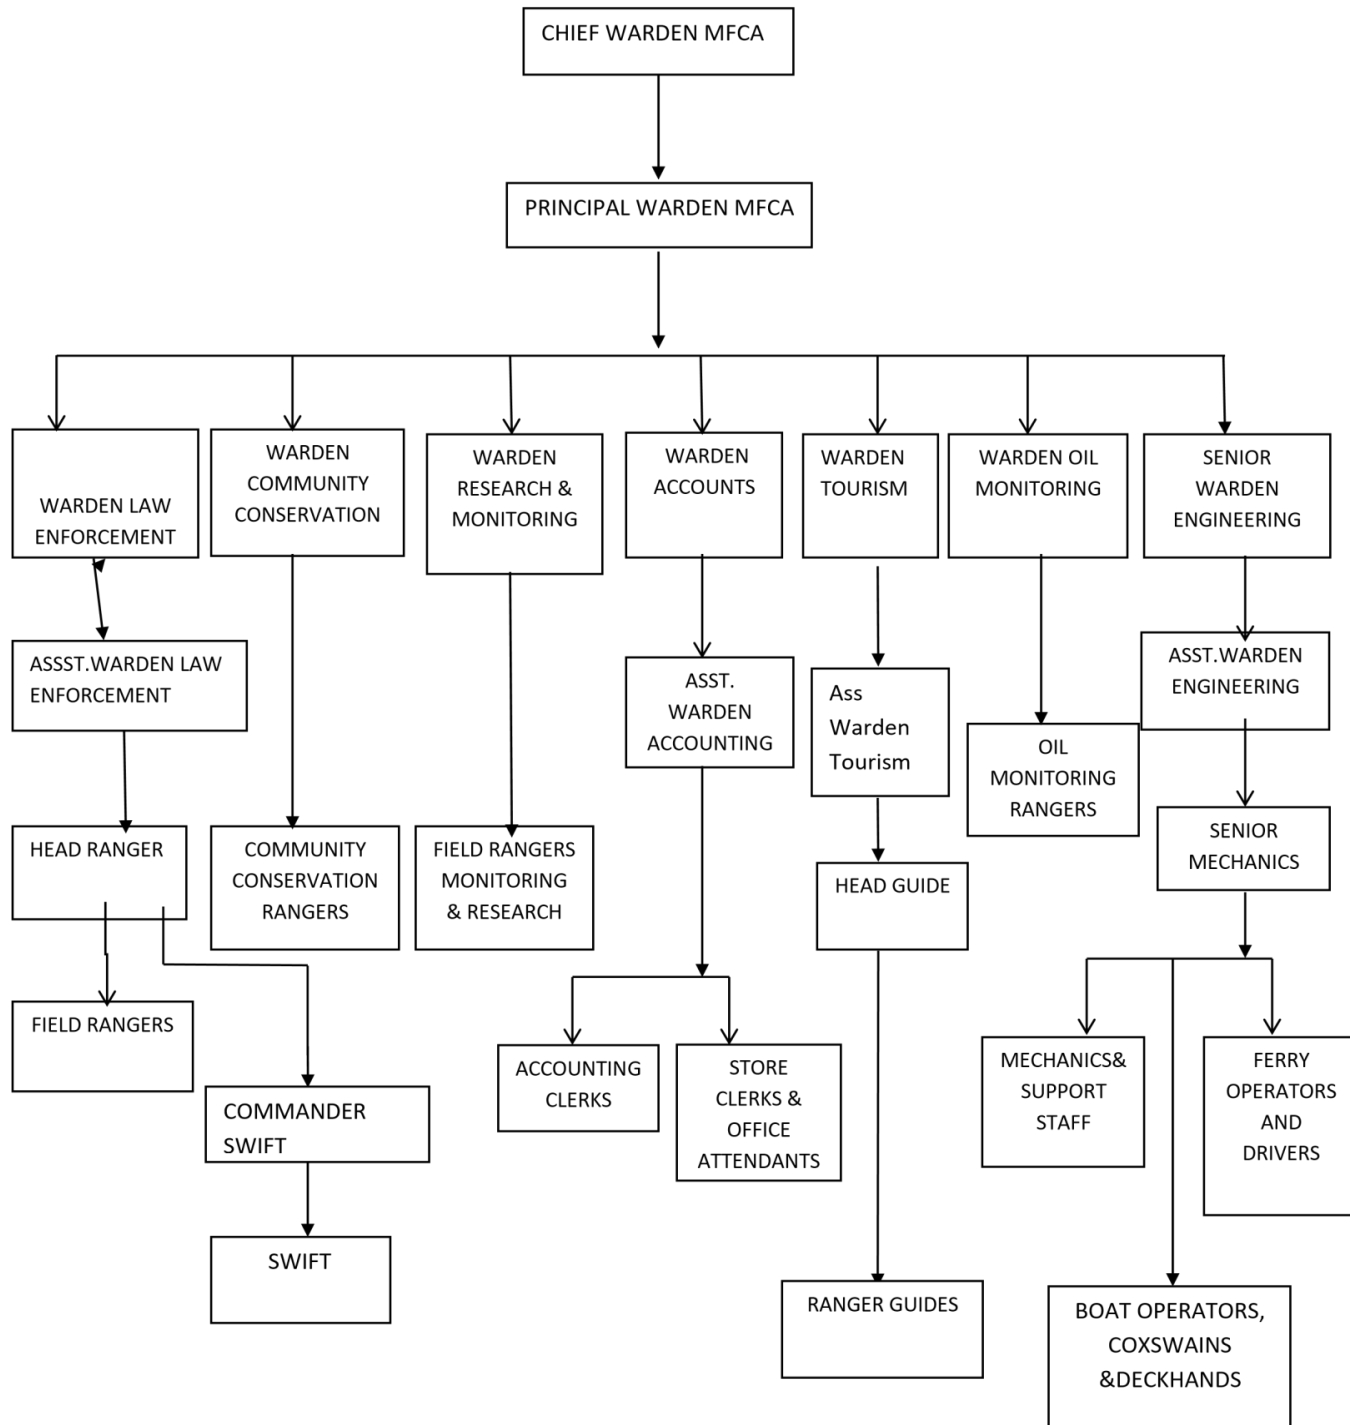 CHIEF WARDEN MFCA
PRINCIPAL WARDEN MFCA
WARDEN LAW
ENFORCEMENT
WARDEN
COMMUNITY
CONSERVATION
WARDEN
RESEARCH &
MONITORING
WARDEN
ACCOUNTS
WARDEN
TOURISM
WARDEN OIL
MONITORING
SENIOR
WARDEN
ENGINEERING
ASSST.WARDEN LAW
ENFORCEMENT
ASST.
WARDEN
ACCOUNTING
Ass
Warden
Tourism
OIL
MONITORING
RANGERS
ASST.WARDEN
ENGINEERING
HEAD RANGER
COMMUNITY
CONSERVATION
RANGERS
FIELD RANGERS
MONITORING
& RESEARCH
HEAD GUIDE
SENIOR
MECHANICS
FIELD RANGERS
ACCOUNTING
CLERKS
STORE
CLERKS &
OFFICE
ATTENDANTS
MECHANICS&
SUPPORT
STAFF
FERRY
OPERATORS
AND
DRIVERS
COMMANDER
SWIFT
SWIFT
RANGER GUIDES
BOAT OPERATORS,
COXSWAINS
&DECKHANDS